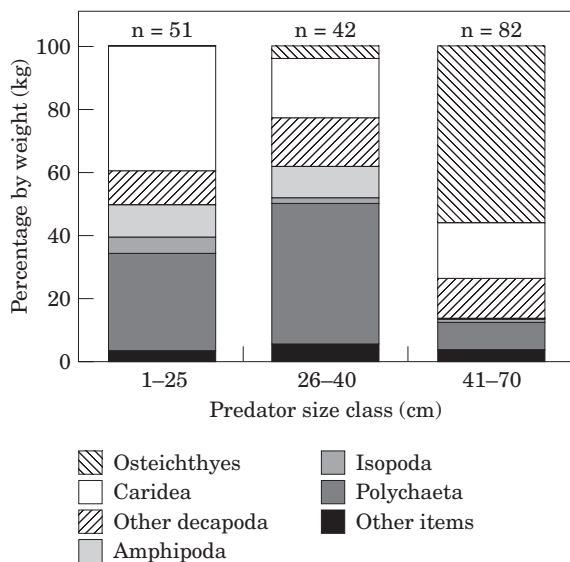 n = 51 n = 42 n = 82
100
80
60
40
20
0
Percentage by weight (kg)
1–25 26–40 41–70
Predator size class (cm)
Osteichthyes Isopoda
Caridea Polychaeta
Other decapoda Other items
Amphipoda